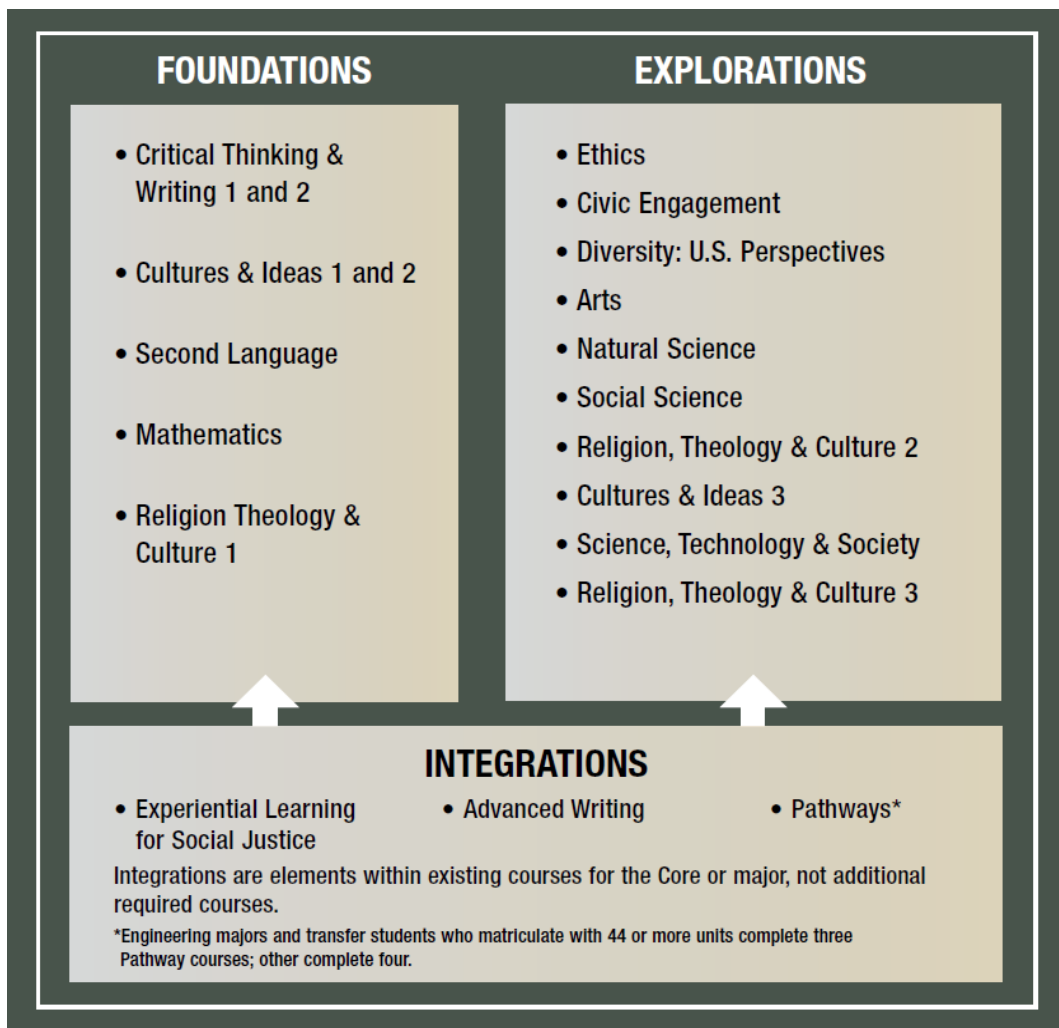 FOUNDATIONS
• Critical Thinking &
Writing 1 and 2
• Cultures & Ideas 1 and 2
• Second Language
• Mathematics
• Religion Theology &
Culture 1
EXPLORATIONS
• Ethics
• Civic Engagement
• Diversity: U.S. Perspectives
• Arts
• Natural Science
• Social Science
• Religion, Theology & Culture 2
• Cultures & Ideas 3
• Science, Technology & Society
• Religion, Theology & Culture 3
INTEGRATIONS
• Experiential Learning
for Social Justice
• Advanced Writing
• Pathways*
Integrations are elements within existing courses for the Core or major, not additional
required courses.
*Engineering majors and transfer students who matriculate with 44 or more units complete three
Pathway courses; other complete four.